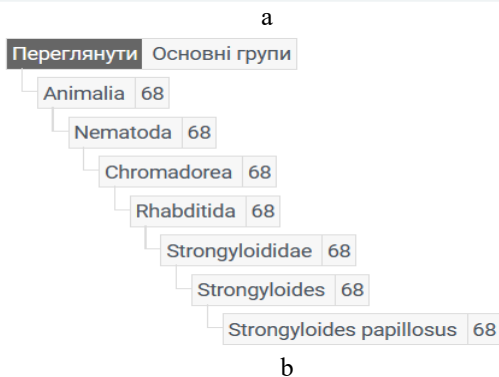 a
Переглянути Основні групи
Animalia 68
Nematoda 68
Chromadorea 68
Rhabditida 68
Strongyloididae 68
Strongyloides 68
Strongyloides papillosus 68
b